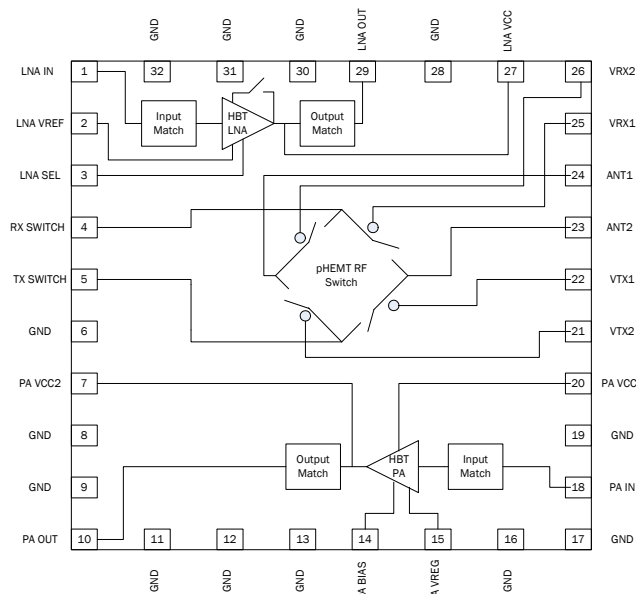 GND
GND
GND
LNA OUT
GND
LNA VCC
LNA IN
1
32
31
30
29
28
27
26
VRX2
LNA VREF
2
Input
Match
HBT
LNA
Output
Match
25
VRX1
LNA SEL
3
24
ANT1
RX SWITCH
4
23
ANT2
pHEMT RF
Switch
TX SWITCH
5
22
VTX1
GND
6
21
VTX2
PA VCC2
7
20
PA VCC
GND
8
19
GND
Output
Match
HBT
PA
Input
Match
GND
9
18
PA IN
PA OUT
10
11
12
13
14
15
16
17
GND
GND
GND
GND
A BIAS
A VREG
GND